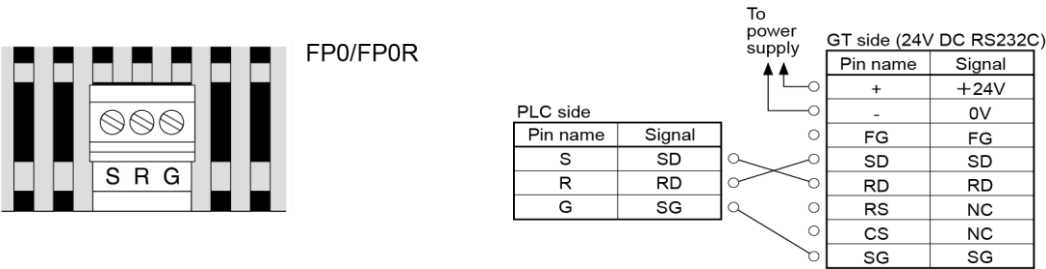 FP0/FP0R
S R G
PLC side
Pin name Signal
S SD
R RD
G SG
To
power
supply
GT side (24V DC RS232C)
Pin name Signal
+ +24V
- 0V
FG FG
SD SD
RD RD
RS NC
CS NC
SG SG